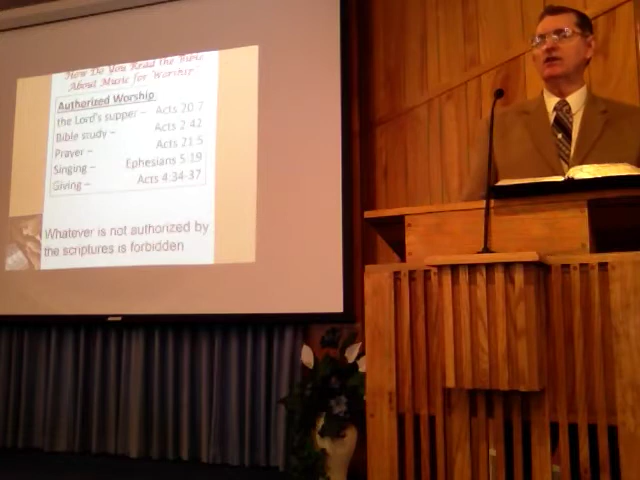 How Do You Read the Bible
About Music for Worship
Authorized Worship
the Lord's supper – Acts 20:7
Bible study – Acts 2:42
Prayer – Acts 21:5
Singing – Ephesians 5:19
Giving – Acts 4:34-37
Whatever is not authorized by
the scriptures is forbidden